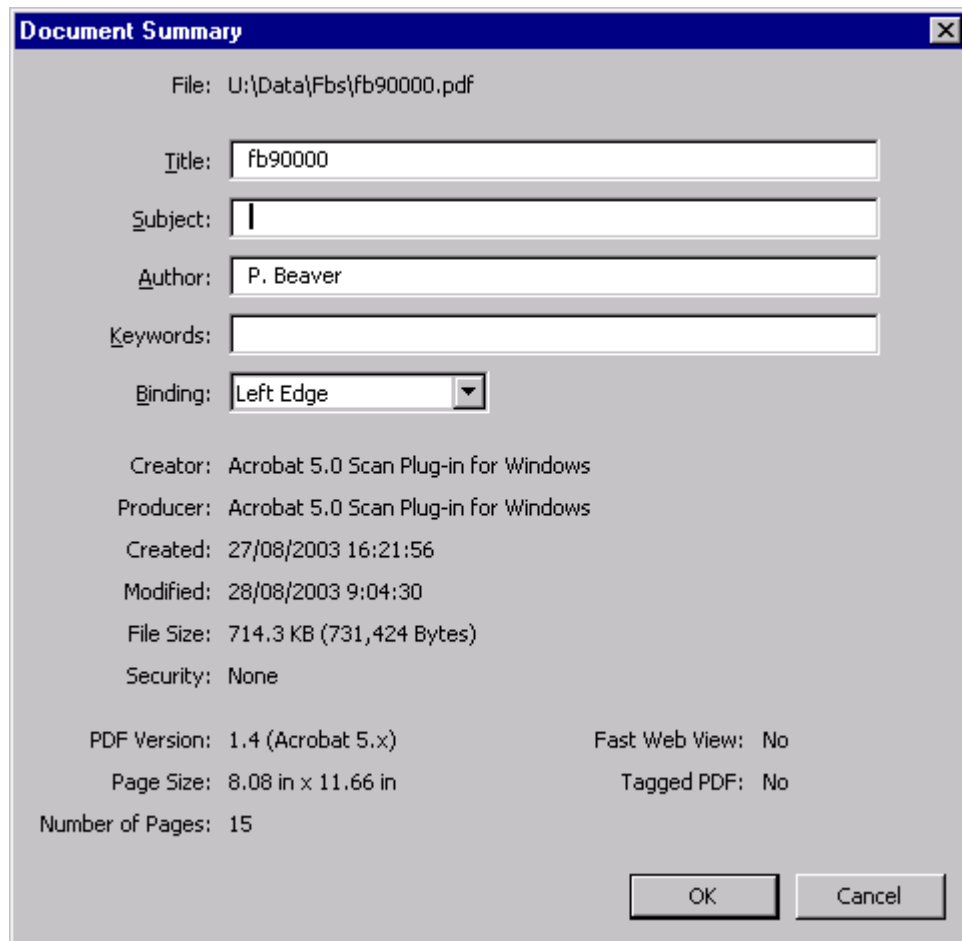 Document Summary
File: U:\Data\Fbs\fb90000.pdf
Title: fb90000
Subject:
Author: P. Beaver
Keywords:
Binding: Left Edge
Creator: Acrobat 5.0 Scan Plug-in for Windows
Producer: Acrobat 5.0 Scan Plug-in for Windows
Created: 27/08/2003 16:21:56
Modified: 28/08/2003 9:04:30
File Size: 714.3 KB (731,424 Bytes)
Security: None
PDF Version: 1.4 (Acrobat 5.x) Fast Web View: No
Page Size: 8.08 in x 11.66 in Tagged PDF: No
Number of Pages: 15
OK Cancel